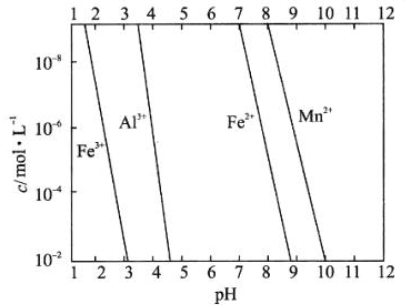 1 2 3 4 5 6 7 8 9 10 11 12
10⁻⁸
10⁻⁶
10⁻⁴
10⁻²
c/mol·L⁻¹
Fe³⁺
Al³⁺
Fe²⁺
Mn²⁺
1 2 3 4 5 6 7 8 9 10 11 12
pH